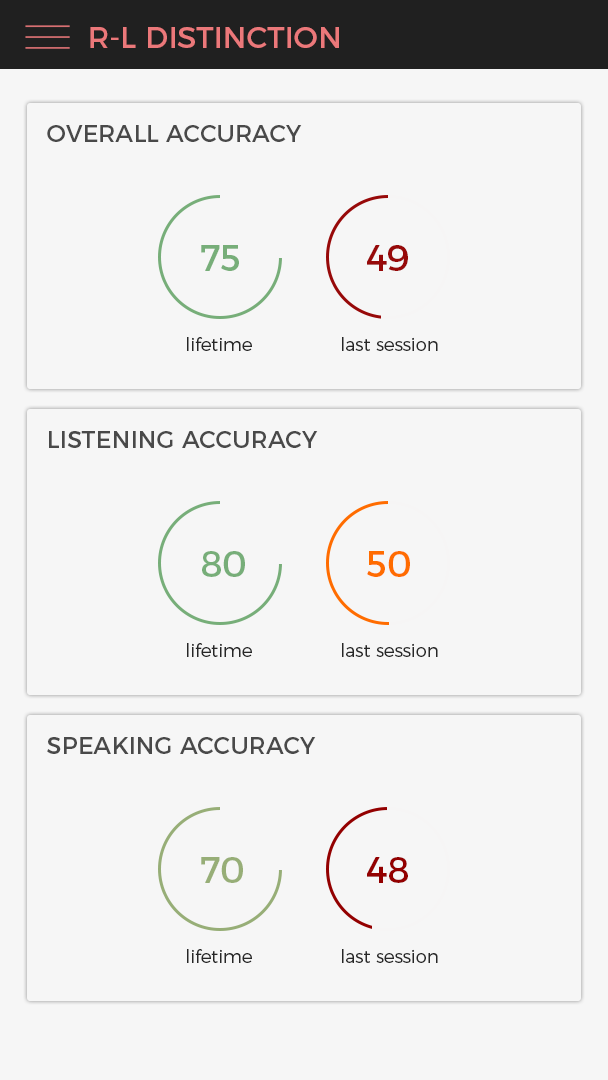 R-L DISTINCTION
OVERALL ACCURACY
75 49
lifetime last session
LISTENING ACCURACY
80 50
lifetime last session
SPEAKING ACCURACY
70 48
lifetime last session